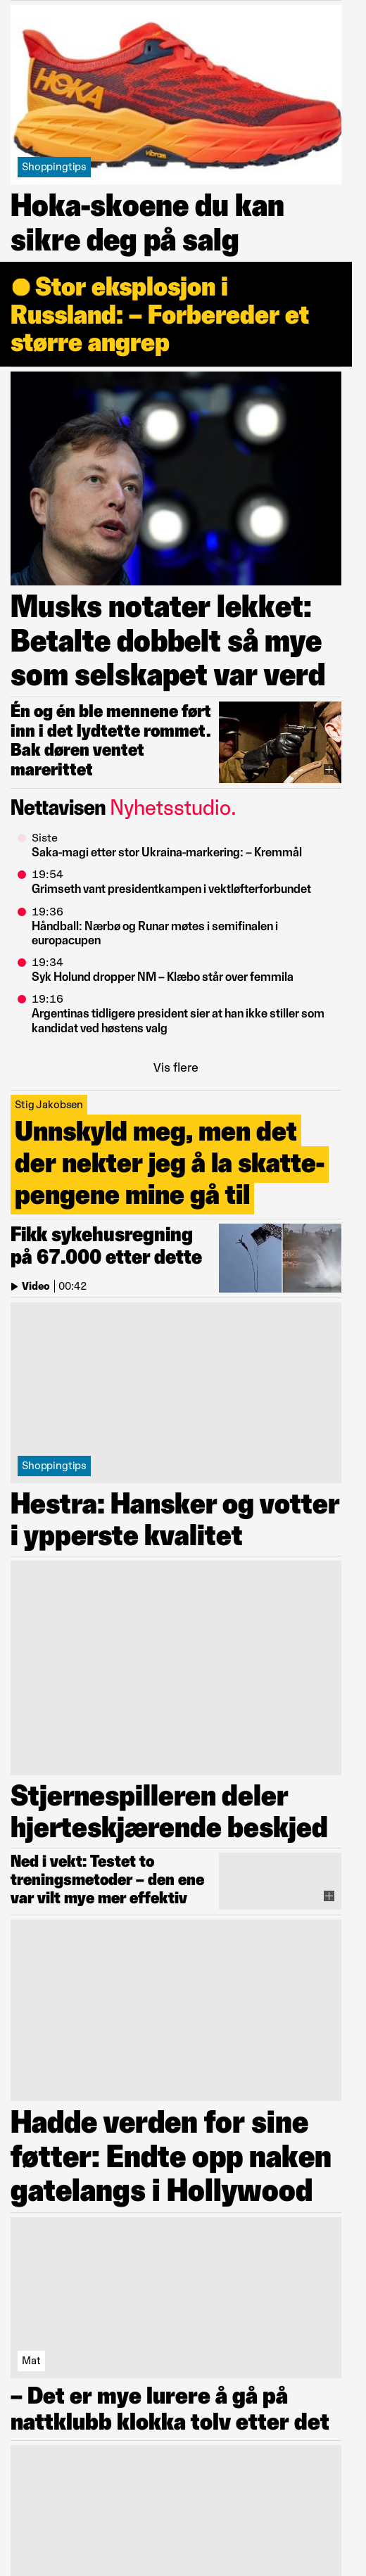 HOKA
vibram
Shoppingtips
Hoka-skoene du kan
sikre deg på salg
Stor eksplosjon i
Russland: – Forbereder et
større angrep
Musks notater lekket:
Betalte dobbelt så mye
som selskapet var verd
Én og én ble mennene ført
inn i det lydtette rommet.
Bak døren ventet
marerittet
Nettavisen Nyhetsstudio.
Siste
Saka-magi etter stor Ukraina-markering: – Kremmål
19:54
Grimseth vant presidentkampen i vektløfterforbundet
19:36
Håndball: Nærbø og Runar møtes i semifinalen i
europacupen
19:34
Syk Holund dropper NM – Klæbo står over femmila
19:16
Argentinas tidligere president sier at han ikke stiller som
kandidat ved høstens valg
Vis flere
Stig Jakobsen
Unnskyld meg, men det
der nekter jeg å la skatte-
pengene mine gå til
Fikk sykehusregning
på 67.000 etter dette
Video | 00:42
Shoppingtips
Hestra: Hansker og votter
i ypperste kvalitet
Stjernespilleren deler
hjerteskjærende beskjed
Ned i vekt: Testet to
treningsmetoder – den ene
var vilt mye mer effektiv
Hadde verden for sine
føtter: Endte opp naken
gatelangs i Hollywood
Mat
– Det er mye lurere å gå på
nattklubb klokka tolv etter det